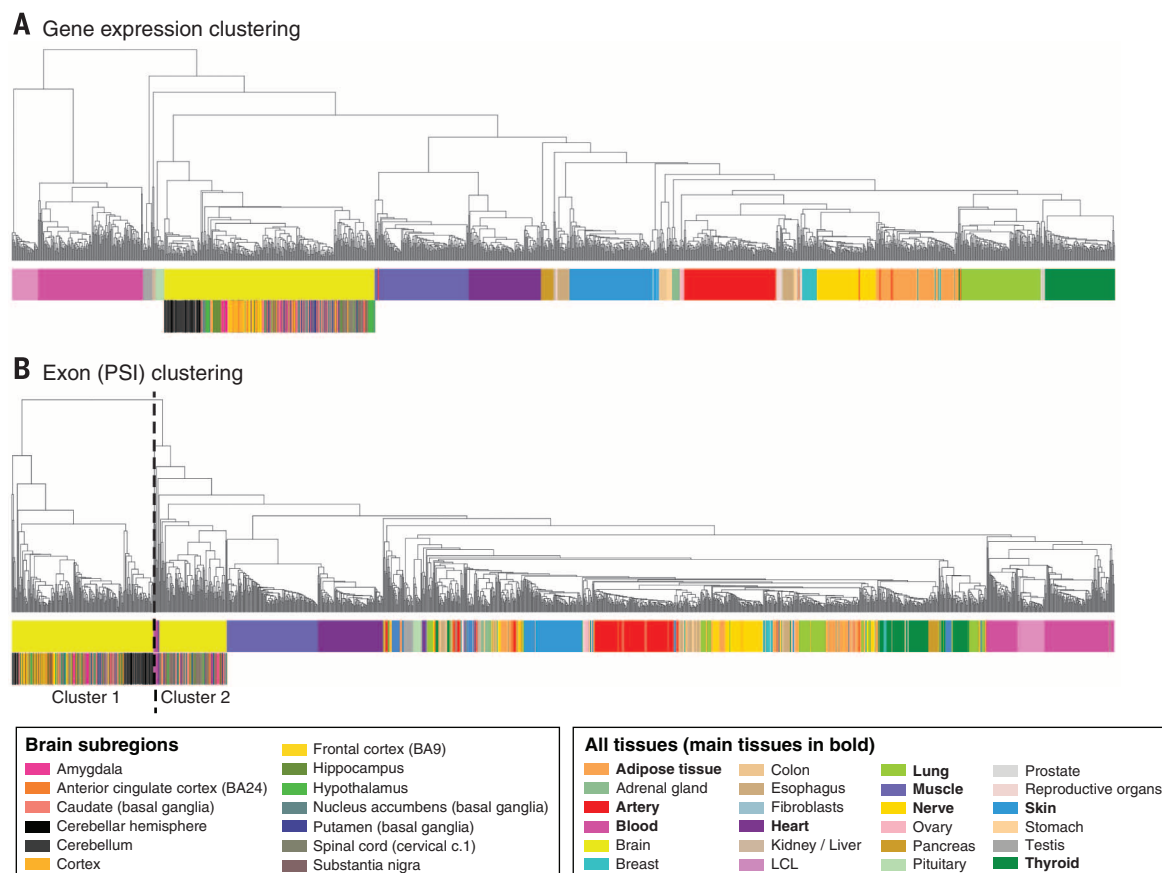 A Gene expression clustering
B Exon (PSI) clustering
Cluster 1 Cluster 2
Brain subregions
Amygdala
Anterior cingulate cortex (BA24)
Caudate (basal ganglia)
Cerebellar hemisphere
Cerebellum
Cortex
Frontal cortex (BA9)
Hippocampus
Hypothalamus
Nucleus accumbens (basal ganglia)
Putamen (basal ganglia)
Spinal cord (cervical c.1)
Substantia nigra
All tissues (main tissues in bold)
Adipose tissue
Adrenal gland
Artery
Blood
Brain
Breast
Colon
Esophagus
Fibroblasts
Heart
Kidney / Liver
LCL
Lung
Muscle
Nerve
Ovary
Pancreas
Pituitary
Prostate
Reproductive organs
Skin
Stomach
Testis
Thyroid